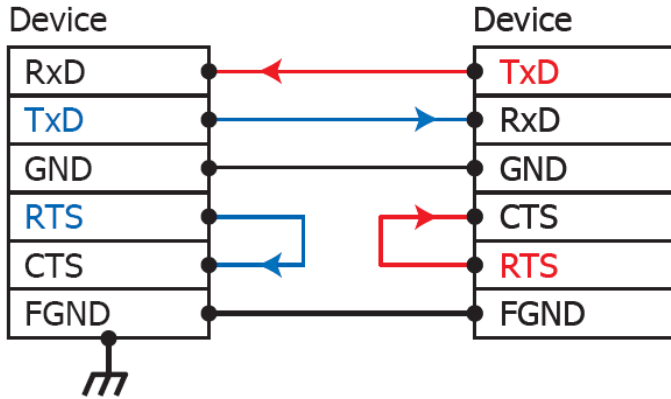 Device
Device
RxD
TxD
TxD
RxD
GND
GND
RTS
CTS
CTS
RTS
FGND
FGND